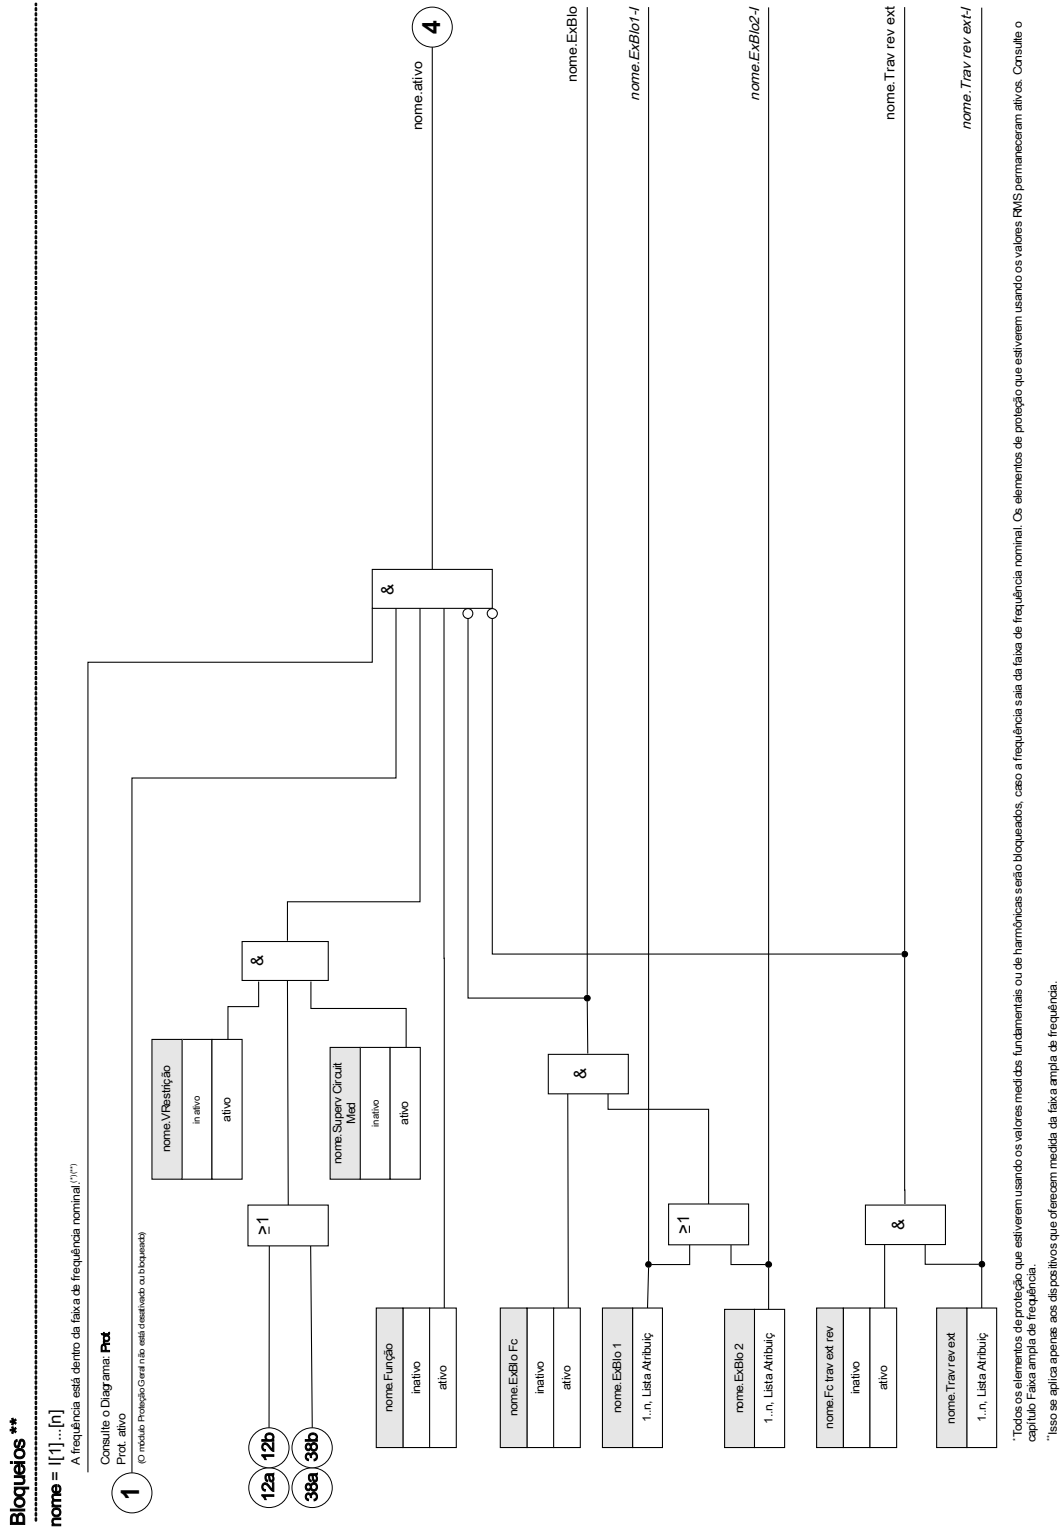 Bloqueios **
nome = I[1]...[n]
A frequência está dentro da faixa de frequência nominal.(*)(**)
Consulte o Diagrama: Prot
Prot. ativo
1
(O módulo Proteção Geral não está desativado ou bloqueado)
12a 12b
38a 38b
≥1
nome.VRestrição
inativo
ativo
nome.Superv Circuit
Med
inativo
ativo
&
nome.Função
inativo
ativo
&
nome.ativo
4
nome.ExBlo Fc
inativo
ativo
&
nome.ExBlo
nome.ExBlo 1
1..n, Lista Atribuiç
nome.ExBlo1-I
≥1
nome.ExBlo 2
1..n, Lista Atribuiç
nome.ExBlo2-I
nome.Fc trav ext rev
inativo
ativo
&
nome.Trav rev ext
nome.Trav rev ext
1..n, Lista Atribuiç
nome.Trav rev ext-I
*Todos os elementos de proteção que estiverem usando os valores medidos fundamentais ou de harmônicas serão bloqueados, caso a frequência saia da faixa de frequência nominal. Os elementos de proteção que estiverem usando os valores RMS permaneceram ativos. Consulte o
capítulo Faixa ampla de frequência.
**Isso se aplica apenas aos dispositivos que oferecem medida da faixa ampla de frequência.